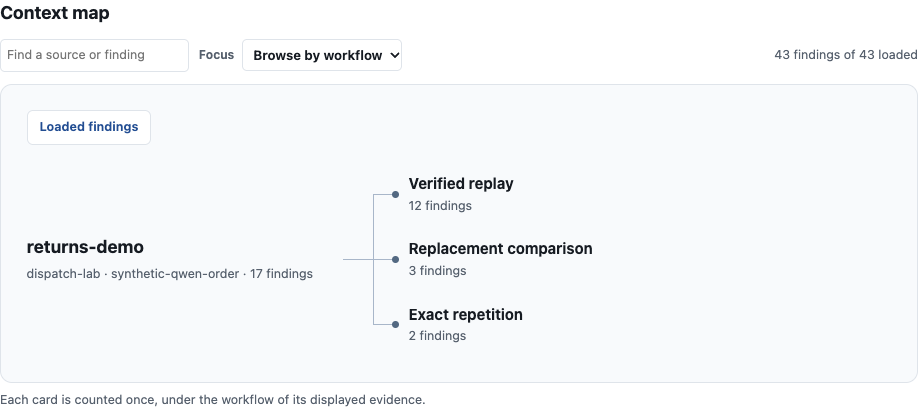 Context map
Find a source or finding
Focus
Browse by workflow
43 findings of 43 loaded
Loaded findings
returns-demo
dispatch-lab · synthetic-qwen-order · 17 findings
Verified replay
12 findings
Replacement comparison
3 findings
Exact repetition
2 findings
Each card is counted once, under the workflow of its displayed evidence.